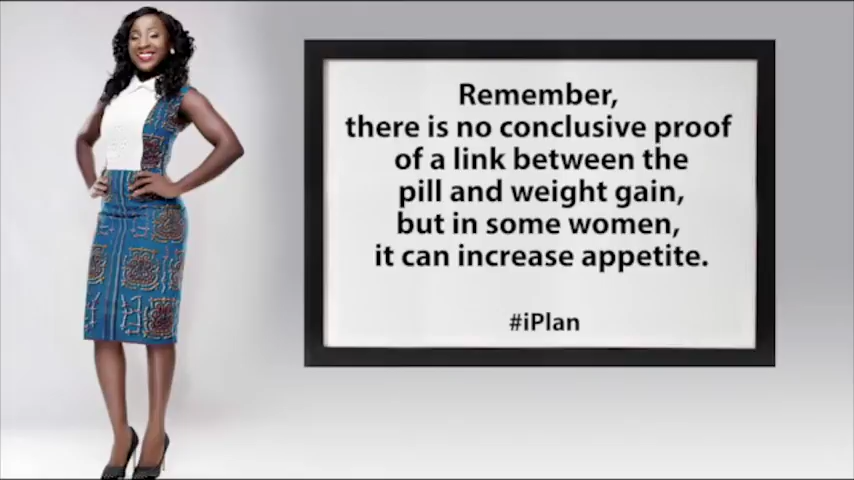 Remember,
there is no conclusive proof
of a link between the
pill and weight gain,
but in some women,
it can increase appetite.
#iPlan